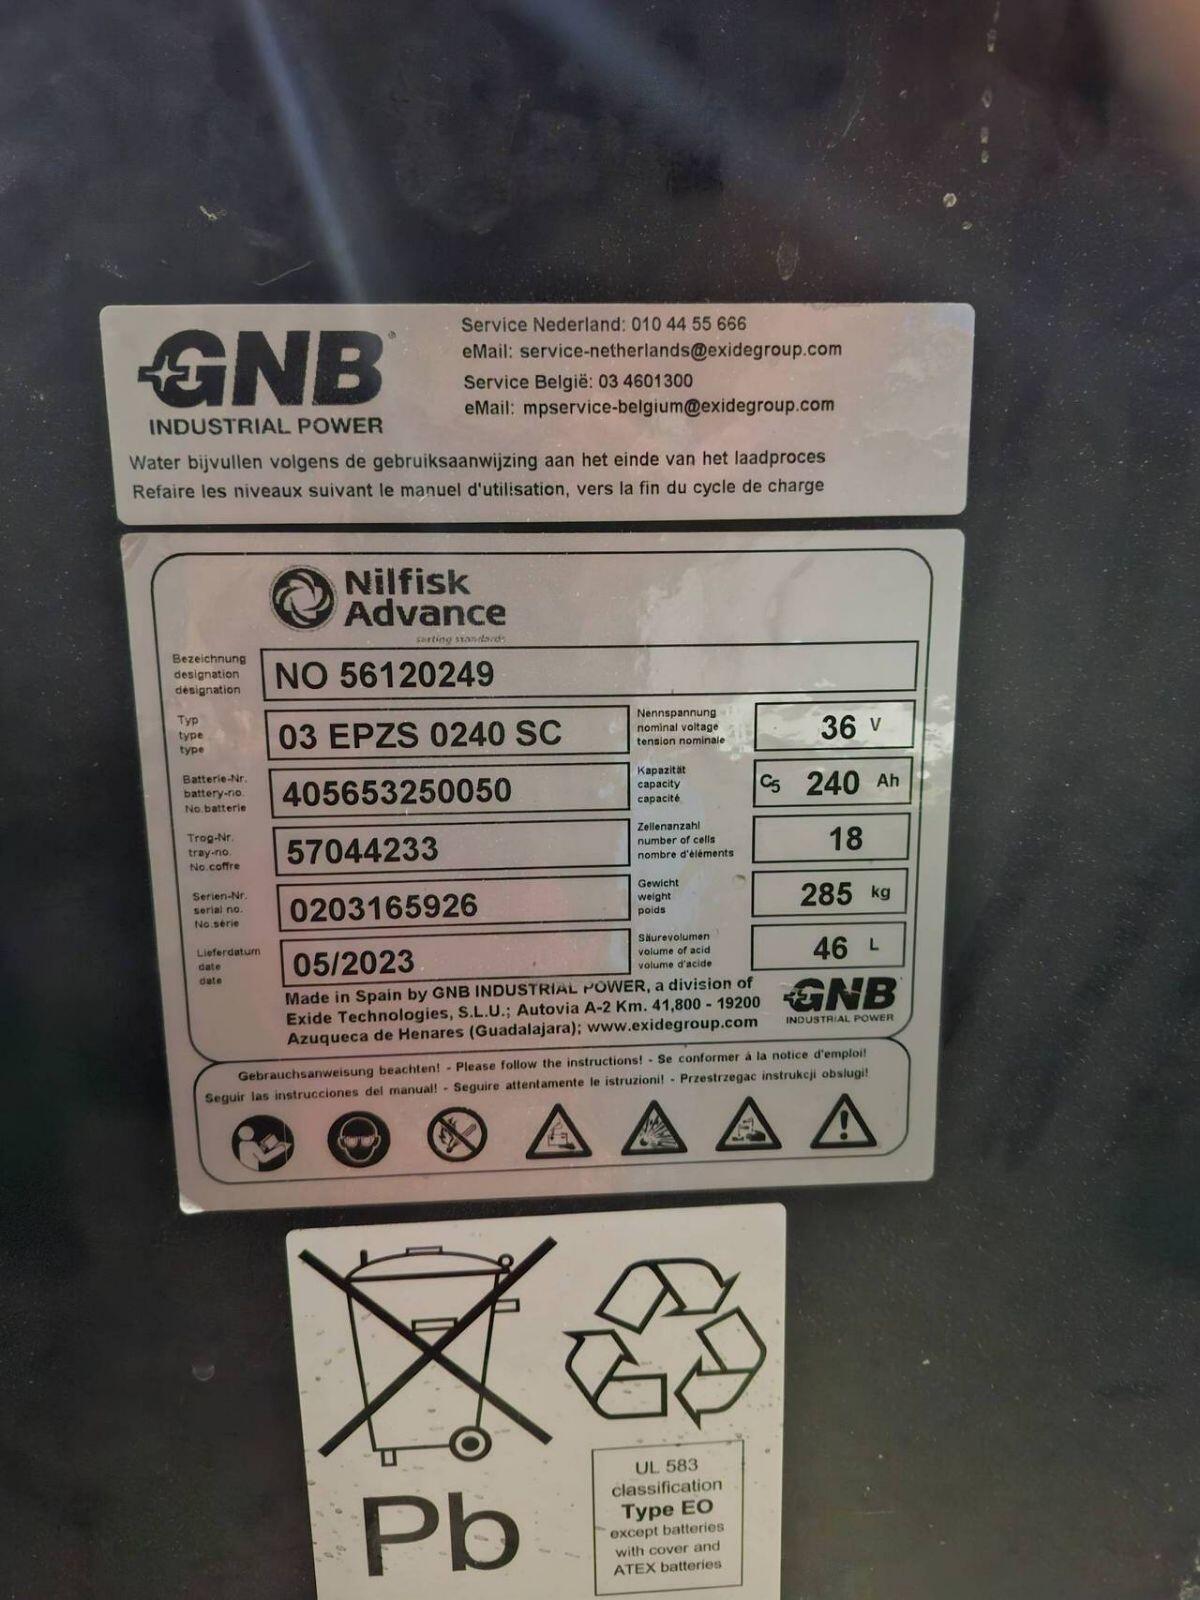 GNB®
INDUSTRIAL POWER
Service Nederland: 010 44 55 666
eMail: service-netherlands@exidegroup.com
Service België: 03 4601300
eMail: mpservice-belgium@exidegroup.com
Water bijvullen volgens de gebruiksaanwijzing aan het einde van het laadproces
Refaire les niveaux suivant le manuel d'utilisation, vers la fin du cycle de charge
Nilfisk
Advance
setting standards
Bezeichnung
designation
désignation
NO 56120249
Typ
type
type
03 EPZS 0240 SC
Nennspannung
nominal voltage
tension nominale
36 V
Batterie-Nr.
battery-no.
No.batterie
405653250050
Kapazität
capacity
capacité
C5 240 Ah
Trog-Nr.
tray-no.
No.coffre
57044233
Zellenanzahl
number of cells
nombre d'éléments
18
Serien-Nr.
serial no.
No.série
0203165926
Gewicht
weight
poids
285 kg
Lieferdatum
date
date
05/2023
Säurevolumen
volume of acid
volume d'acide
46 L
Made in Spain by GNB INDUSTRIAL POWER, a division of
Exide Technologies, S.L.U.; Autovia A-2 Km. 41,800 - 19200
Azuqueca de Henares (Guadalajara); www.exidegroup.com
GNB
INDUSTRIAL POWER
Gebrauchsanweisung beachten! - Please follow the instructions! - Se conformer à la notice d'emploi!
Seguir las instrucciones del manual! - Seguire attentamente le istruzioni! - Przestrzegac instrukcji obslugi!
Pb
UL 583
classification
Type EO
except batteries
with cover and
ATEX batteries